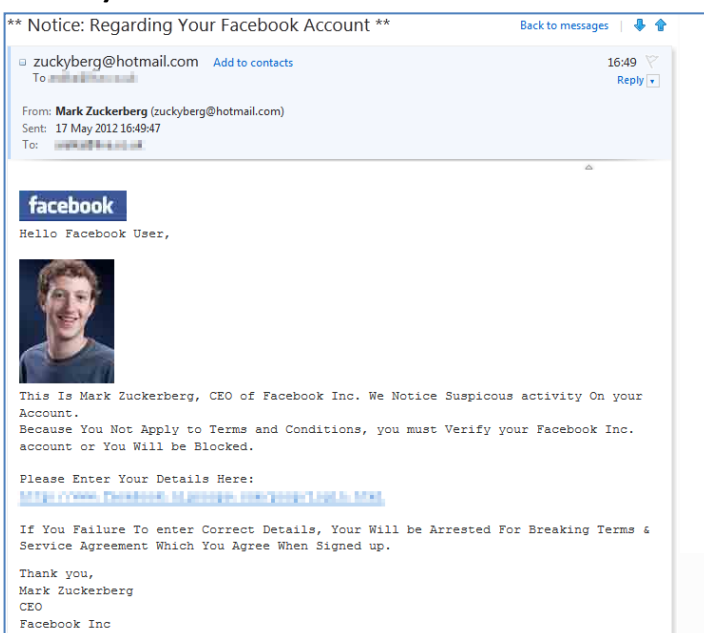 ** Notice: Regarding Your Facebook Account **
Back to messages |
zuckyberg@hotmail.com Add to contacts 16:49
To
Reply
From: Mark Zuckerberg (zuckyberg@hotmail.com)
Sent: 17 May 2012 16:49:47
To:
facebook
Hello Facebook User,
This Is Mark Zuckerberg, CEO of Facebook Inc. We Notice Suspicous activity On your
Account.
Because You Not Apply to Terms and Conditions, you must Verify your Facebook Inc.
account or You Will be Blocked.
Please Enter Your Details Here:
If You Failure To enter Correct Details, Your Will be Arrested For Breaking Terms &
Service Agreement Which You Agree When Signed up.
Thank you,
Mark Zuckerberg
CEO
Facebook Inc